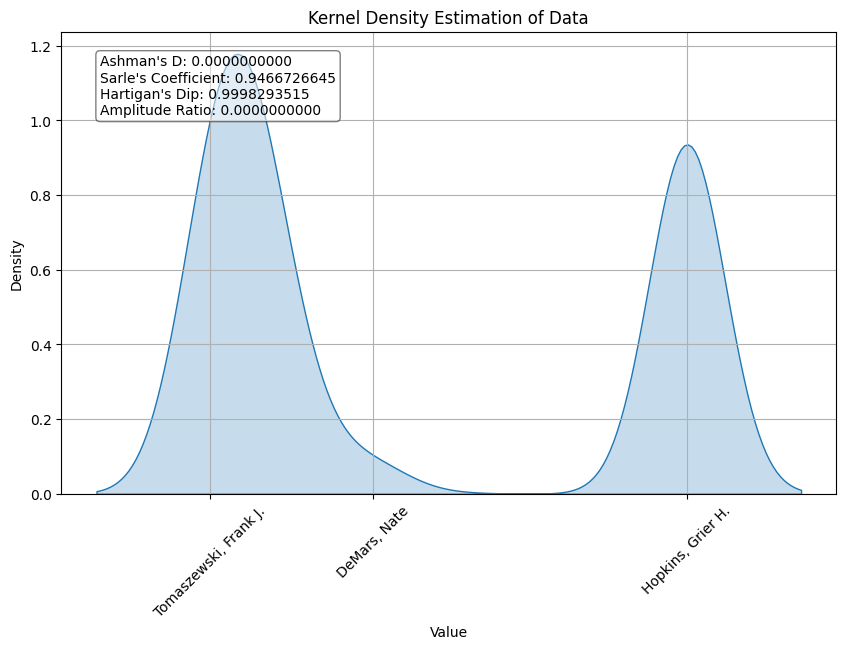 Kernel Density Estimation of Data
Ashman's D: 0.0000000000
Sarle's Coefficient: 0.9466726645
Hartigan's Dip: 0.9998293515
Amplitude Ratio: 0.0000000000
Density
1.2
1.0
0.8
0.6
0.4
0.2
0.0
Tomaszewski, Frank J.
DeMars, Nate
Hopkins, Grier H.
Value